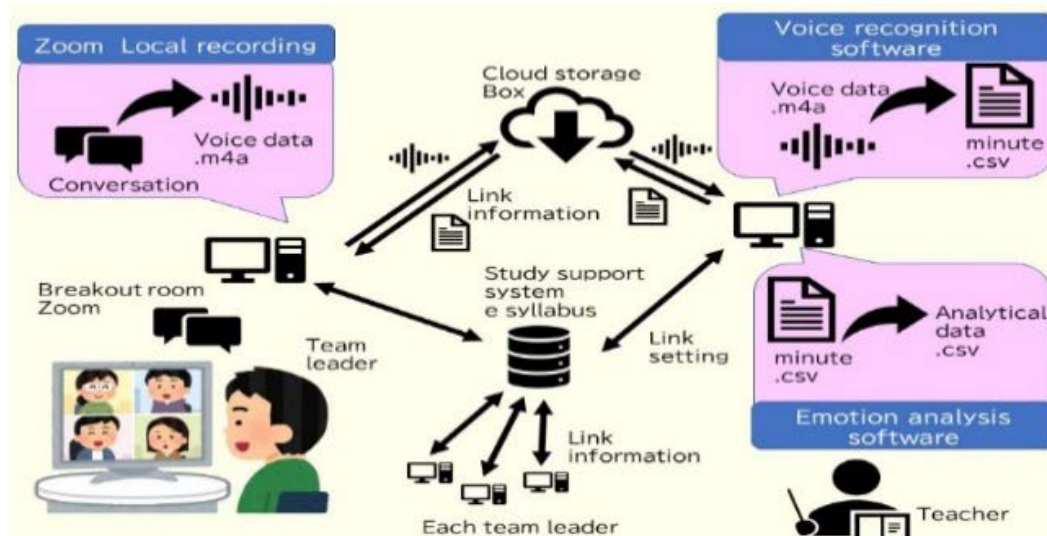 Zoom Local recording
Voice data
.m4a
Conversation
Cloud storage
Box
Voice recognition
software
Voice data
.m4a
minute
.csv
Link
information
Breakout room
Zoom
Team
leader
Study support
system
e syllabus
Link
setting
minute
.csv
Analytical
data
.csv
Emotion analysis
software
Link
information
Each team leader
Teacher